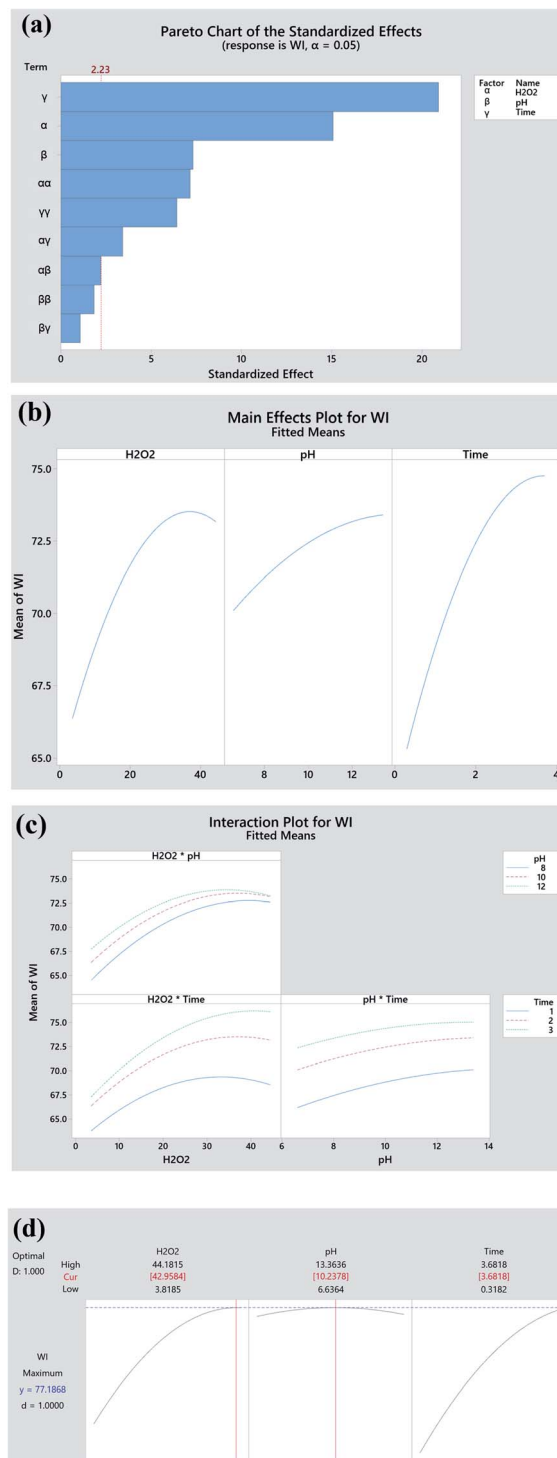 (a)
Pareto Chart of the Standardized Effects
(response is WI, α = 0.05)
Term
2.23
Factor Name
α H2O2
β pH
γ Time
γ
α
β
αα
γγ
αγ
αβ
ββ
βγ
0 5 10 15 20
Standardized Effect
(b)
Main Effects Plot for WI
Fitted Means
H2O2 pH Time
75.0
72.5
70.0
67.5
65.0
Mean of WI
0 20 40 8 10 12 0 2 4
(c)
Interaction Plot for WI
Fitted Means
H2O2 * pH
pH
8
10
12
75.0
72.5
70.0
67.5
65.0
Mean of WI
H2O2 * Time pH * Time
Time
1
2
3
75.0
72.5
70.0
67.5
65.0
0 10 20 30 40 6 8 10 12 14
H2O2 pH
(d)
Optimal
D: 1.000
H2O2 pH Time
High 44.1815 13.3636 3.6818
Cur [42.9584] [10.2378] [3.6818]
Low 3.8185 6.6364 0.3182
WI
Maximum
y = 77.1868
d = 1.0000